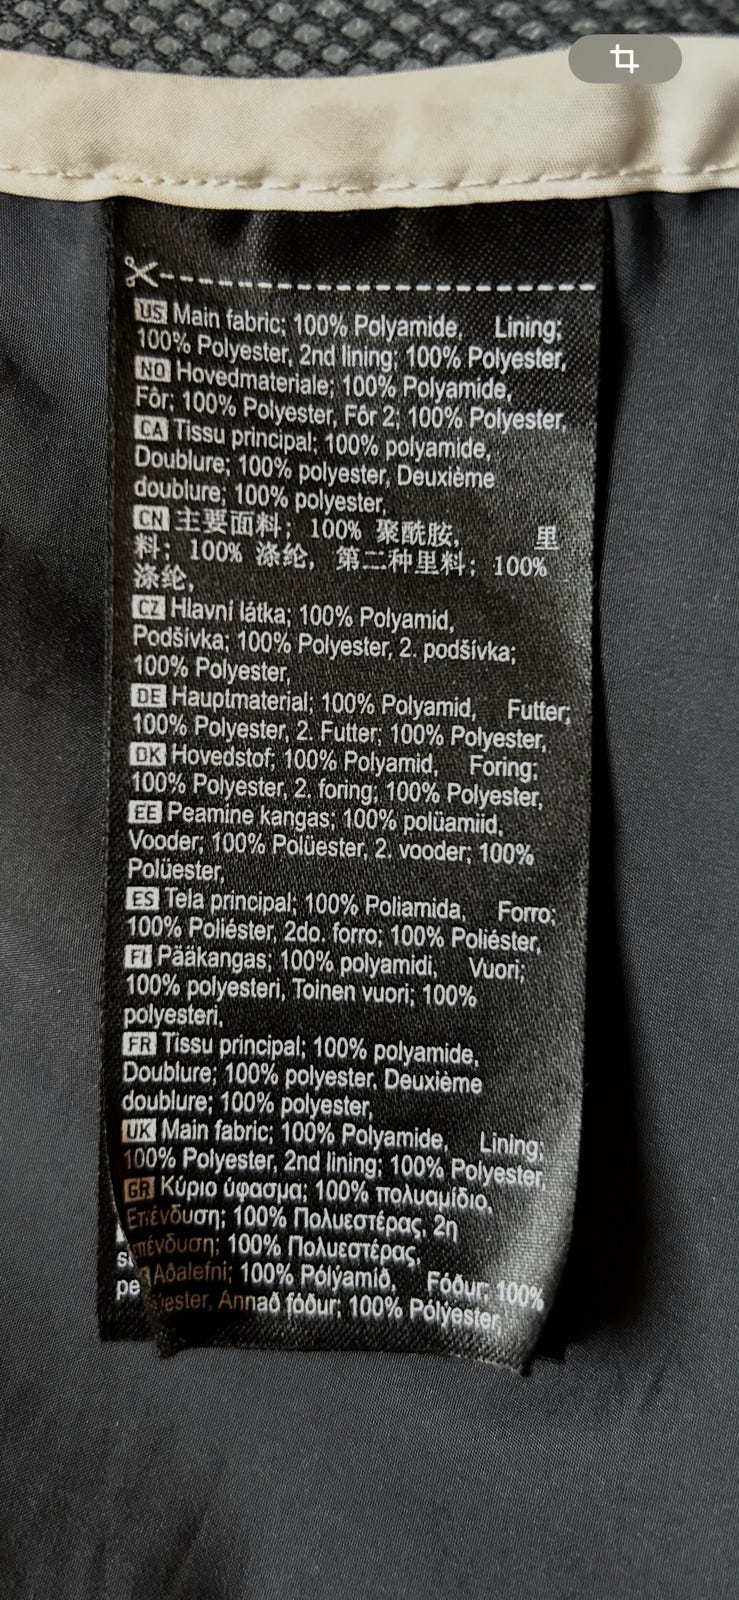 US Main fabric; 100% Polyamide, Lining;
100% Polyester, 2nd lining; 100% Polyester,
NO Hovedmateriale; 100% Polyamide,
Fôr; 100% Polyester, Fôr 2; 100% Polyester,
CA Tissu principal; 100% polyamide,
Doublure; 100% polyester, Deuxième
doublure; 100% polyester,
CN 主要面料; 100% 聚酰胺, 里
料; 100% 涤纶, 第二种里料; 100%
涤纶,
CZ Hlavní látka; 100% Polyamid,
Podšívka; 100% Polyester, 2. podšívka;
100% Polyester,
DE Hauptmaterial; 100% Polyamid, Futter;
100% Polyester, 2. Futter; 100% Polyester,
DK Hovedstof; 100% Polyamid, Foring;
100% Polyester, 2. foring; 100% Polyester,
EE Peamine kangas; 100% polüamiid,
Vooder; 100% Polüester, 2. vooder; 100%
Polüester,
ES Tela principal; 100% Poliamida, Forro;
100% Poliéster, 2do. forro; 100% Poliéster,
FI Pääkangas; 100% polyamidi, Vuori;
100% polyesteri, Toinen vuori; 100%
polyesteri,
FR Tissu principal; 100% polyamide,
Doublure; 100% polyester, Deuxième
doublure; 100% polyester,
UK Main fabric; 100% Polyamide, Lining;
100% Polyester, 2nd lining; 100% Polyester,
GR Κύριο ύφασμα; 100% πολυαμίδιο,
Επένδυση; 100% Πολυεστέρας, 2η
επένδυση; 100% Πολυεστέρας,
Aðalefni; 100% Pólýamíð, Fóður; 100%
Annað fóður; 100% Pólýester,